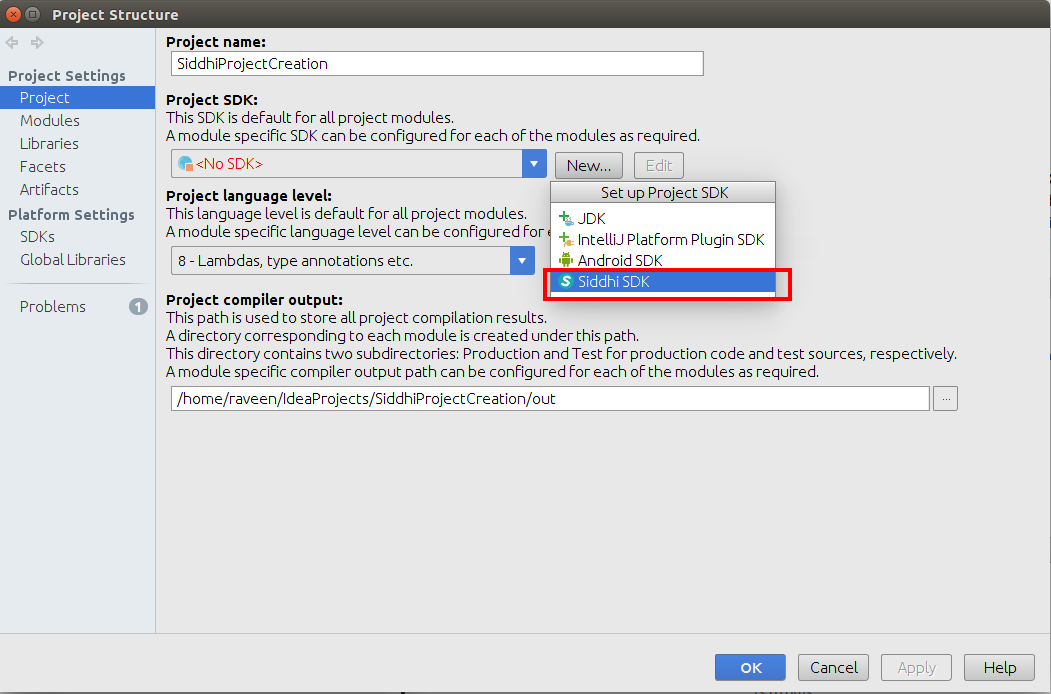 Project Structure
Project Settings
Project
Modules
Libraries
Facets
Artifacts
Platform Settings
SDKs
Global Libraries
Problems 1
Project name:
SiddhiProjectCreation
Project SDK:
This SDK is default for all project modules.
A module specific SDK can be configured for each of the modules as required.
<No SDK> New... Edit
Set up Project SDK
JDK
IntelliJ Platform Plugin SDK
Android SDK
Siddhi SDK
Project language level:
This language level is default for all project modules.
A module specific language level can be configured for
8 - Lambdas, type annotations etc.
Project compiler output:
This path is used to store all project compilation results.
A directory corresponding to each module is created under this path.
This directory contains two subdirectories: Production and Test for production code and test sources, respectively.
A module specific compiler output path can be configured for each of the modules as required.
/home/raveen/IdeaProjects/SiddhiProjectCreation/out ...
OK Cancel Apply Help